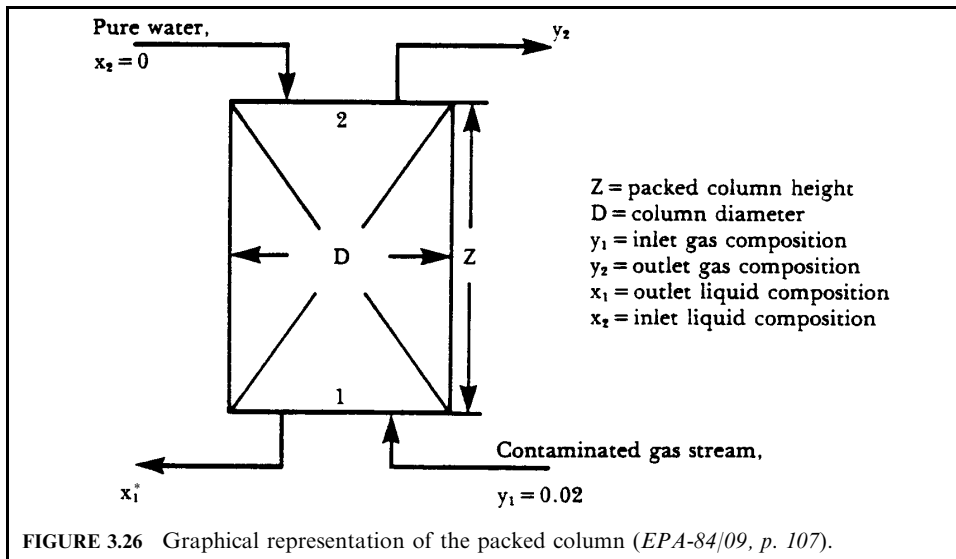 Pure water,
x₂ = 0
y₂
2
D
Z
1
Z = packed column height
D = column diameter
y₁ = inlet gas composition
y₂ = outlet gas composition
x₁ = outlet liquid composition
x₂ = inlet liquid composition
Contaminated gas stream,
x₁*
y₁ = 0.02
FIGURE 3.26 Graphical representation of the packed column (EPA-84/09, p. 107).